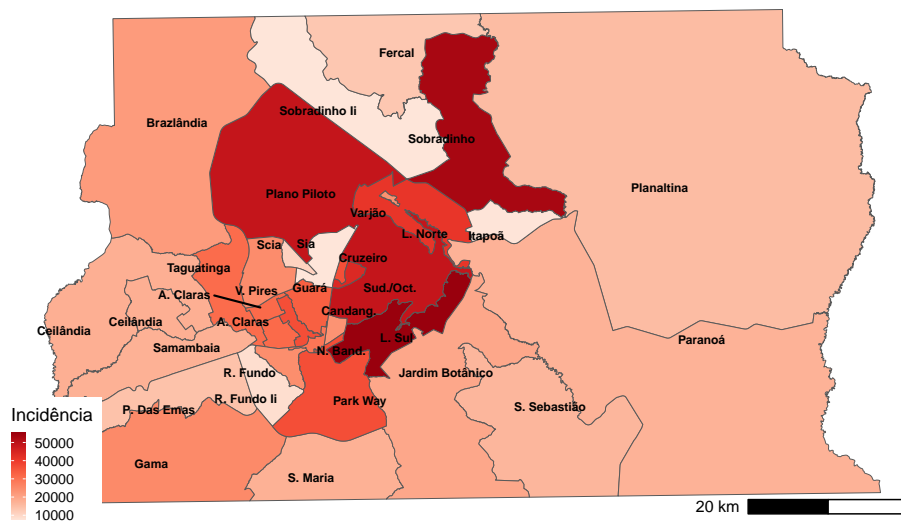 Fercal
Brazlândia
Sobradinho Ii
Sobradinho
Plano Piloto
Planaltina
Varjão
L. Norte
Itapoã
Scia
Sia
Taguatinga
Cruzeiro
V. Pires
Guará
Sud./Oct.
A. Claras
Candang.
Ceilândia
Ceilândia
A. Claras
L. Sul
Paranoá
Samambaia
N. Band.
R. Fundo
Jardim Botânico
R. Fundo Ii
Park Way
S. Sebastião
P. Das Emas
Gama
S. Maria
Incidência
50000
40000
30000
20000
10000
20 km